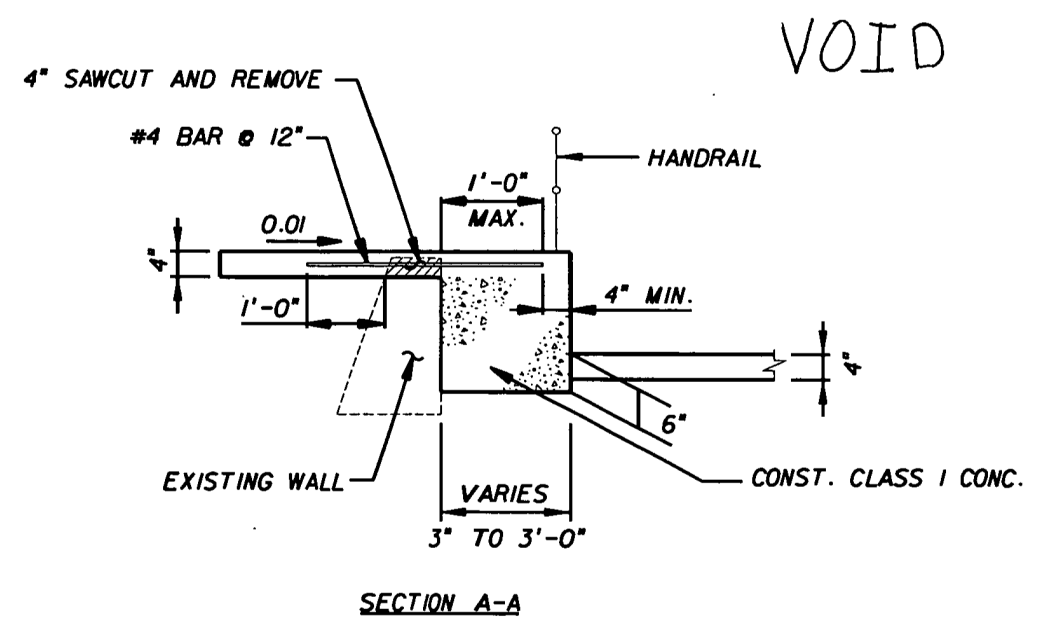 VOID
4" SAWCUT AND REMOVE
#4 BAR @ 12"
HANDRAIL
1'-0"
MAX.
0.01
4"
1'-0"
4" MIN.
4"
6"
EXISTING WALL
VARIES
3" TO 3'-0"
CONST. CLASS 1 CONC.
SECTION A-A